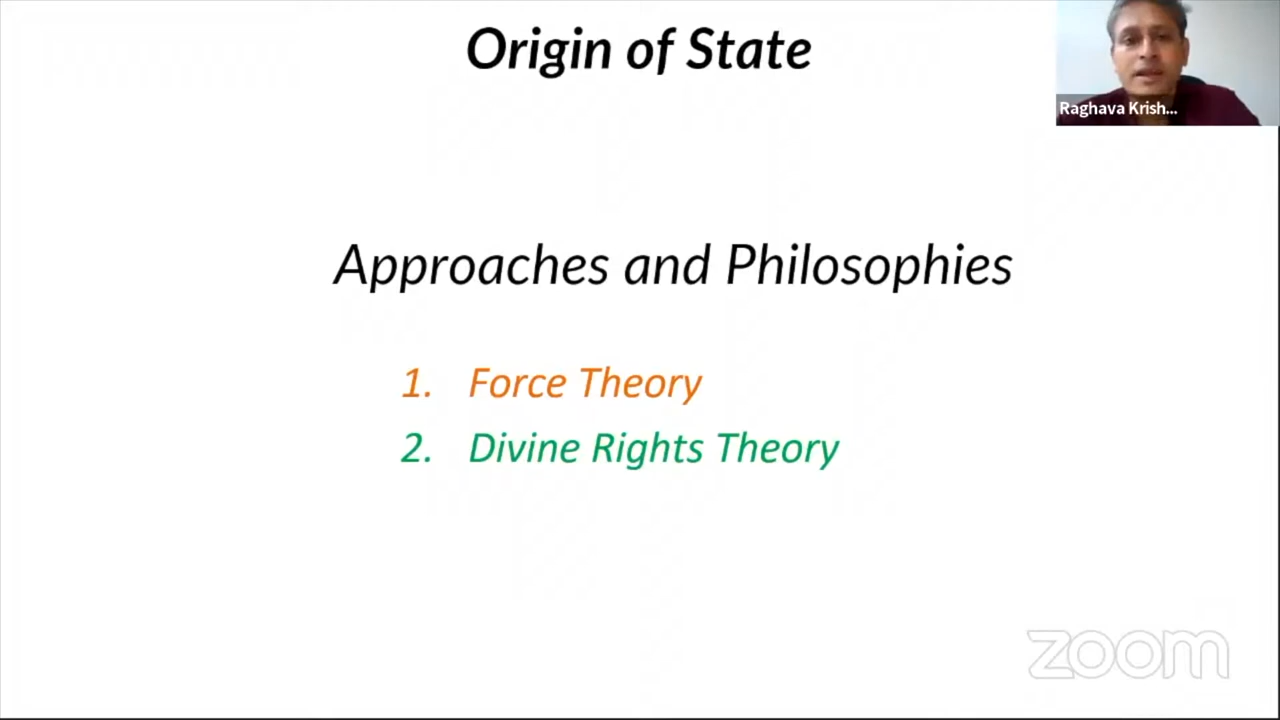 Origin of State
Raghava Krish...
Approaches and Philosophies
1. Force Theory
2. Divine Rights Theory
zoom